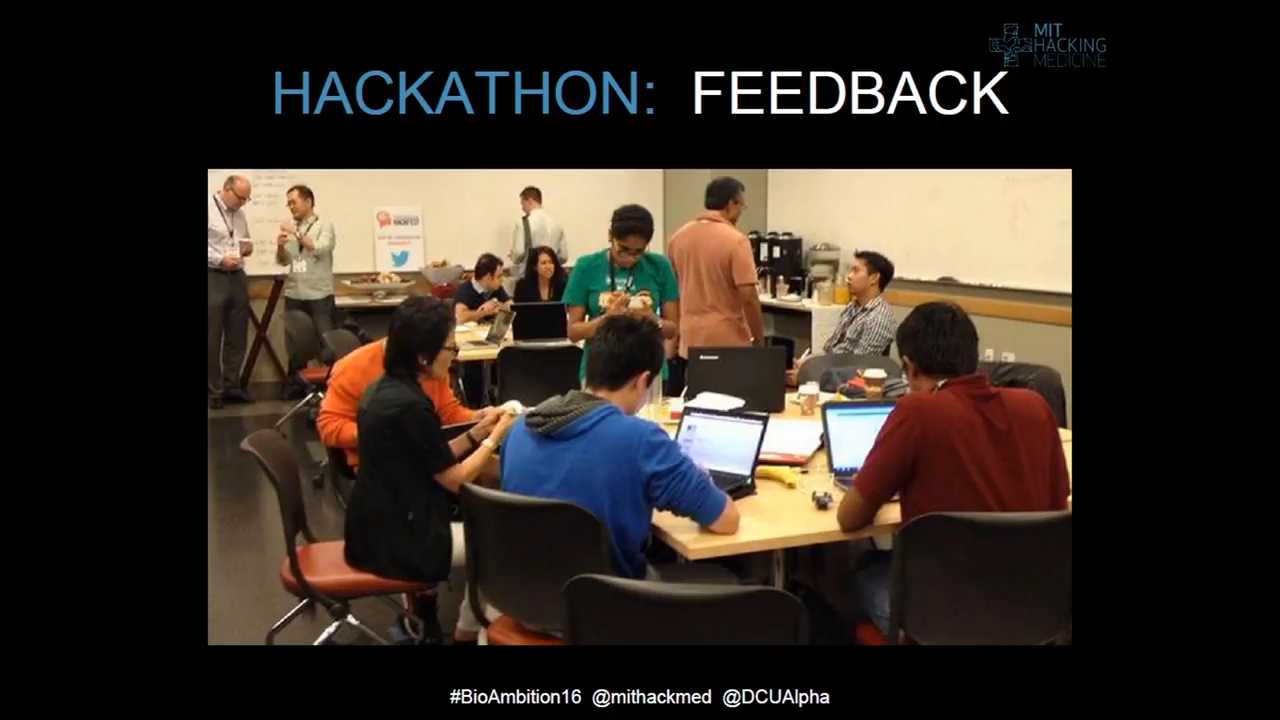 MIT
HACKING
MEDICINE
HACKATHON: FEEDBACK
#BioAmbition16 @mithackmed @DCUAlpha